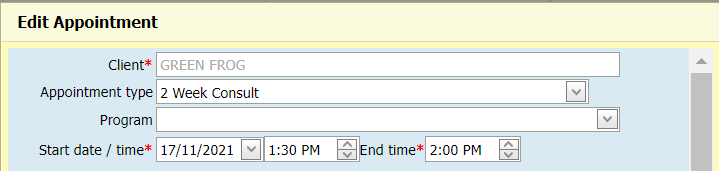 Edit Appointment
Client* GREEN FROG
Appointment type 2 Week Consult
Program
Start date / time* 17/11/2021 1:30 PM End time* 2:00 PM